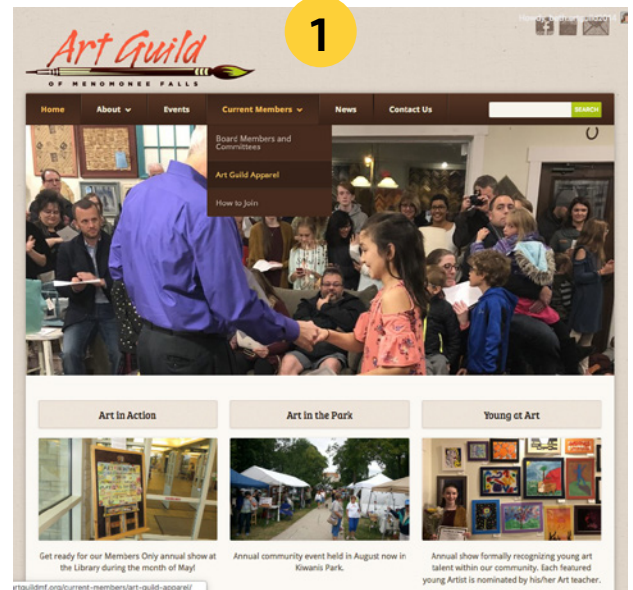 1
Art Guild
OF MENOMONEE FALLS
Home About Events Current Members News Contact Us SEARCH
Board Members and
Committees
Art Guild Apparel
How to Join
Art in Action Art in the Park Young at Art
Get ready for our Members Only annual show at
the Library during the month of May!
Annual community event held in August now in
Kiwanis Park.
Annual show formally recognizing young art
talent within our community. Each featured
young Artist is nominated by his/her Art teacher.
artguildmf.org/current-members/art-guild-apparel/